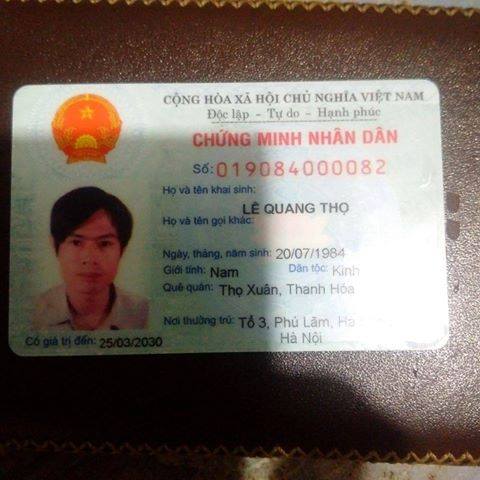 CỘNG HÒA XÃ HỘI CHỦ NGHĨA VIỆT NAM
Độc lập - Tự do - Hạnh phúc
CHỨNG MINH NHÂN DÂN
Số: 019084000082
Họ và tên khai sinh:
LÊ QUANG THỌ
Họ và tên gọi khác:
Ngày, tháng, năm sinh: 20/07/1984
Giới tính: Nam Dân tộc: Kinh
Quê quán: Thọ Xuân, Thanh Hóa
Nơi thường trú: Tổ 3, Phú Lãm,
Hà Nội
Có giá trị đến: 25/03/2030